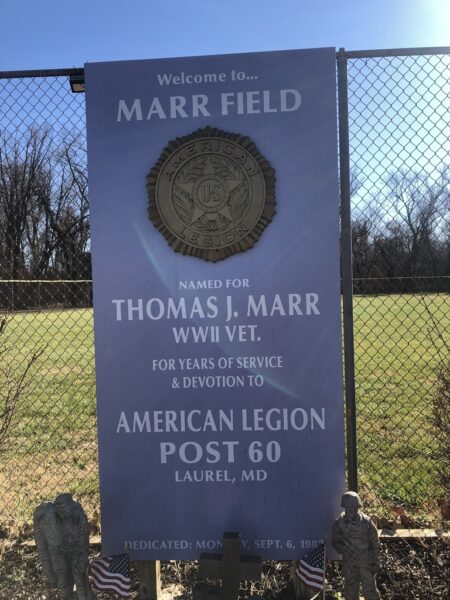 Welcome to...
MARR FIELD
AMERICAN
US
LEGION
NAMED FOR
THOMAS J. MARR
WWII VET.
FOR YEARS OF SERVICE
& DEVOTION TO
AMERICAN LEGION
POST 60
LAUREL, MD
DEDICATED: MONDAY, SEPT. 6, 1982